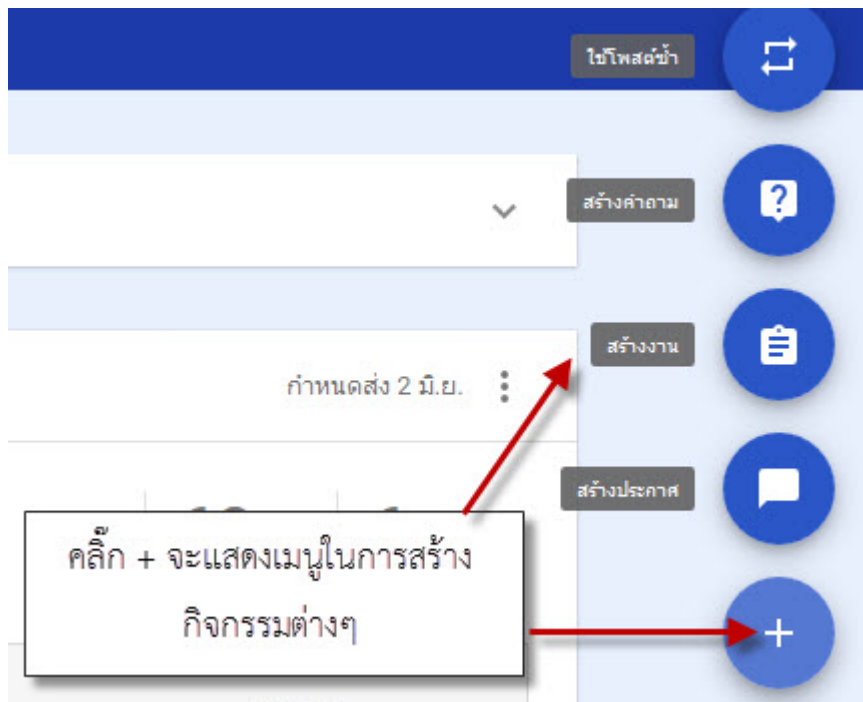 ใช้โพสต์ซ้ำ
สร้างคำถาม
สร้างงาน
กำหนดส่ง 2 มิ.ย.
สร้างประกาศ
คลิ๊ก + จะแสดงเมนูในการสร้าง
กิจกรรมต่างๆ